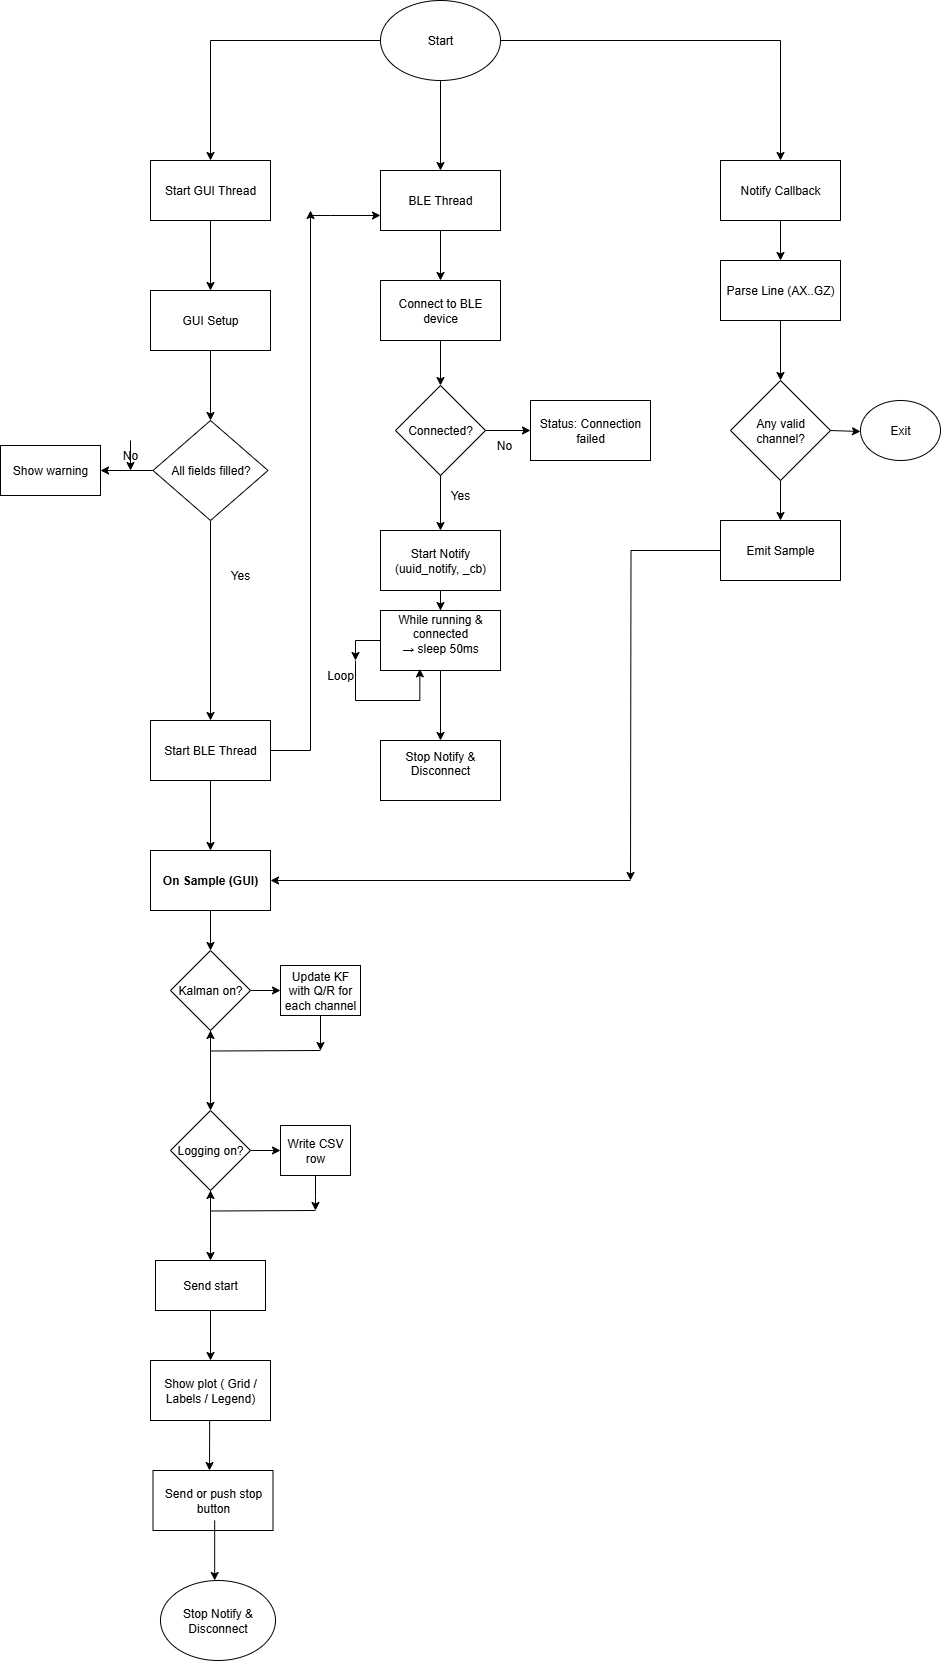 Start
Start GUI Thread
BLE Thread
Notify Callback
GUI Setup
Connect to BLE
device
Parse Line (AX..GZ)
All fields filled?
No
Show warning
Yes
Connected?
No
Status: Connection
failed
Yes
Any valid
channel?
Exit
Start Notify
(uuid_notify, _cb)
Emit Sample
While running &
connected
→ sleep 50ms
Loop
Start BLE Thread
Stop Notify &
Disconnect
On Sample (GUI)
Kalman on?
Update KF
with Q/R for
each channel
Logging on?
Write CSV
row
Send start
Show plot ( Grid /
Labels / Legend)
Send or push stop
button
Stop Notify &
Disconnect